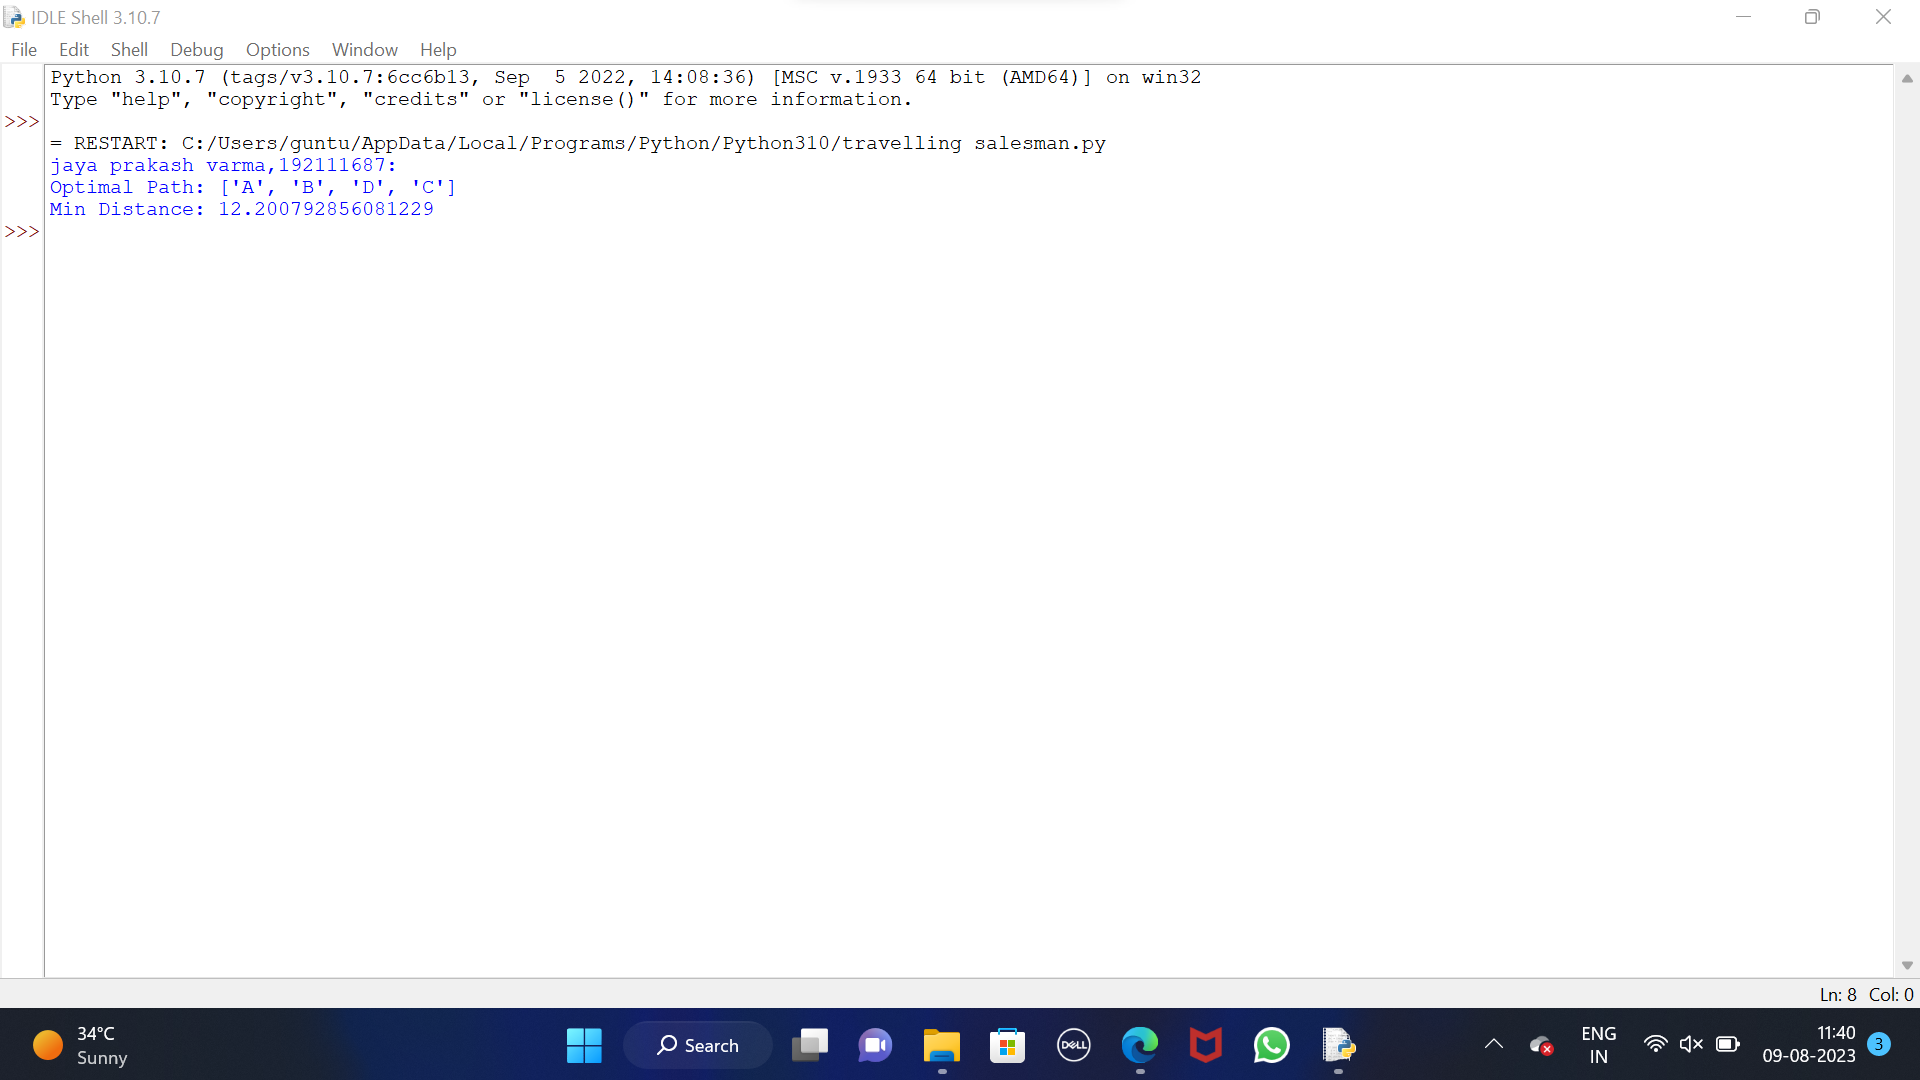 IDLE Shell 3.10.7
File Edit Shell Debug Options Window Help
Python 3.10.7 (tags/v3.10.7:6cc6b13, Sep  5 2022, 14:08:36) [MSC v.1933 64 bit (AMD64)] on win32
Type "help", "copyright", "credits" or "license()" for more information.
>>>
= RESTART: C:/Users/guntu/AppData/Local/Programs/Python/Python310/travelling salesman.py
jaya prakash varma,192111687:
Optimal Path: ['A', 'B', 'D', 'C']
Min Distance: 12.200792856081229
>>>
Ln: 8 Col: 0
34°C
Sunny
Search
DELL
ENG
IN
11:40
09-08-2023
3